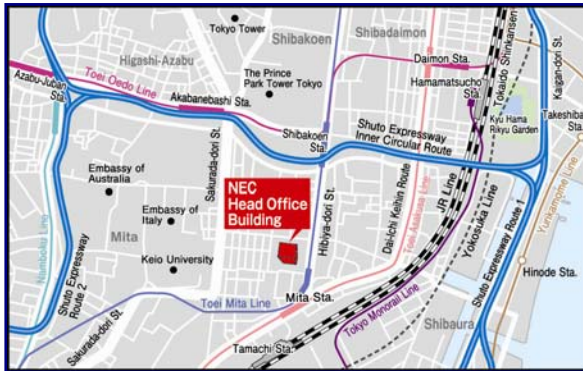 Tokyo Tower
Shibakoen
Shibadaimon
Higashi-Azabu
Azabu-Juban
Sta.
Toei Oedo Line
The Prince
Park Tower Tokyo
Akabanebashi Sta.
Daimon Sta.
Hamamatsucho
Sta.
Tokaido Shinkansen
Kaigan-dori St.
Kyu Hama
Rikyu Garden
Takeshiba
Sta.
Shibakoen
Sta.
Shuto Expressway
Inner Circular Route
Embassy of
Australia
Sakurada-dori St.
NEC
Head Office
Building
Embassy of
Italy
Mita
Keio University
Hibiya-dori St.
Dai-ichi Keihin Route
Toei Asakusa Line
JR Line
Yokosuka Line
Shuto Expressway Route 1
Yurikamome Line
Hinode Sta.
Namboku Line
Shuto Expressway
Route 2
Toei Mita Line
Mita Sta.
Tokyo Monorail Line
Shibaura
Sakurada-dori St.
Tamachi Sta.